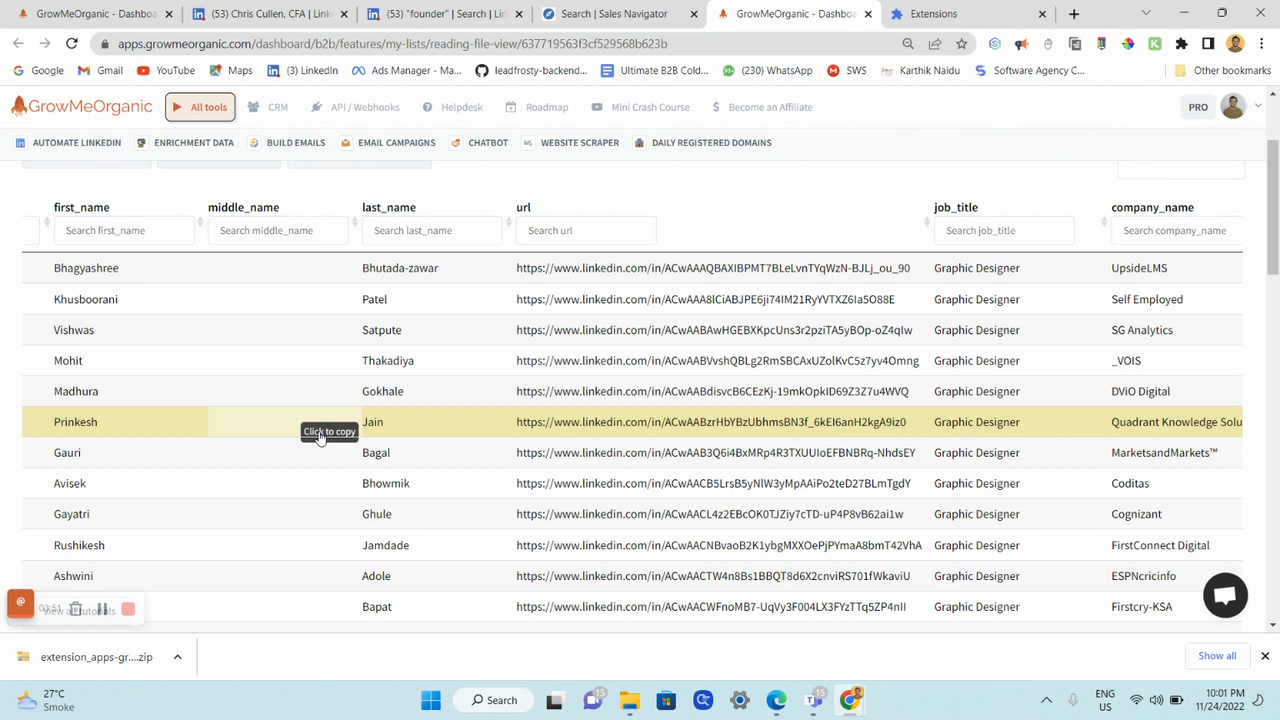 GrowMeOrganic - Dashboa
(53) Chris Cullen, CFA | Link
(53) "founder" | Search | Lin
Search | Sales Navigator
GrowMeOrganic - Dashboa
Extensions
apps.growmeorganic.com/dashboard/b2b/features/my-lists-reading-file-view/637719563f3cf529568b623b
Google Gmail YouTube Maps (3) LinkedIn Ads Manager - Ma... leadfrosty-backend... Ultimate B2B Cold... (230) WhatsApp SWS Karthik Naidu Software Agency C... Other bookmarks
GrowMeOrganic All tools CRM API / Webhooks Helpdesk Roadmap Mini Crash Course Become an Affiliate PRO
AUTOMATE LINKEDIN ENRICHMENT DATA BUILD EMAILS EMAIL CAMPAIGNS CHATBOT WEBSITE SCRAPER DAILY REGISTERED DOMAINS
first_name middle_name last_name url job_title company_name
Search first_name Search middle_name Search last_name Search url Search job_title Search company_name
Bhagyashree Bhutada-zawar https://www.linkedin.com/in/ACwAAAQBAXIBPMT7BLeLvnTYqWzN-BJLj_ou_90 Graphic Designer UpsideLMS
Khusboorani Patel https://www.linkedin.com/in/ACwAAA8lCiABJPE6ji74IM21RyYVTXZ6Ia5O88E Graphic Designer Self Employed
Vishwas Satpute https://www.linkedin.com/in/ACwAABAwHGEBXKpcUns3r2pziTA5yBOp-oZ4qIw Graphic Designer SG Analytics
Mohit Thakadiya https://www.linkedin.com/in/ACwAABVvshQBLg2RmSBCAxUZolKvC5z7yv4Omng Graphic Designer _VOIS
Madhura Gokhale https://www.linkedin.com/in/ACwAABdisvcB6CEzKj-19mkOpkID69Z3Z7u4WVQ Graphic Designer DViO Digital
Prinkesh Jain https://www.linkedin.com/in/ACwAABzrHbYBzUbhmsBN3f_6kEI6anH2kgA9iz0 Graphic Designer Quadrant Knowledge Solu
Click to copy
Gauri Bagal https://www.linkedin.com/in/ACwAAB3Q6i4BxMRp4R3TXUUIoEFBNBRq-NhdsEY Graphic Designer MarketsandMarkets™
Avisek Bhowmik https://www.linkedin.com/in/ACwAACB5LrsB5yNlW3yMpAAiPo2teD27BLmTgdY Graphic Designer Coditas
Gayatri Ghule https://www.linkedin.com/in/ACwAACL4z2EBcOK0TJZiy7cTD-uP4P8vB62ai1w Graphic Designer Cognizant
Rushikesh Jamdade https://www.linkedin.com/in/ACwAACNBvaoB2K1ybgMXXOePjPYmaA8bmT42VhA Graphic Designer FirstConnect Digital
Ashwini Adole https://www.linkedin.com/in/ACwAACTW4n8Bs1BBQT8d6X2cnviRS701fWkaviU Graphic Designer ESPNcricinfo
Bapat https://www.linkedin.com/in/ACwAACWFnoMB7-UqVy3F004LX3FYzTTq5ZP4nII Graphic Designer Firstcry-KSA
03:51
View all tutorials
extension_apps-gr....zip Show all
27°C
Smoke
Search
15
15
ENG
US
10:01 PM
11/24/2022